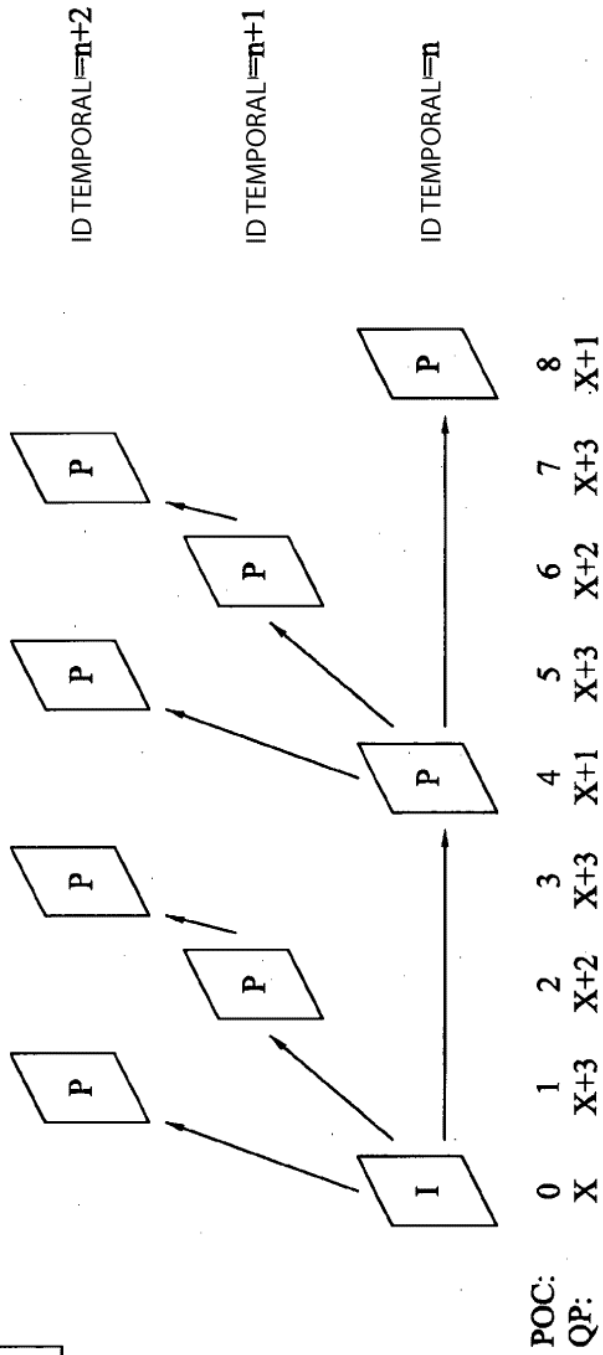 P P P P ID TEMPORAL=n+2
P P ID TEMPORAL=n+1
I P P ID TEMPORAL=n
POC: 0 1 2 3 4 5 6 7 8
QP: X X+3 X+2 X+3 X+1 X+3 X+2 X+3 X+1